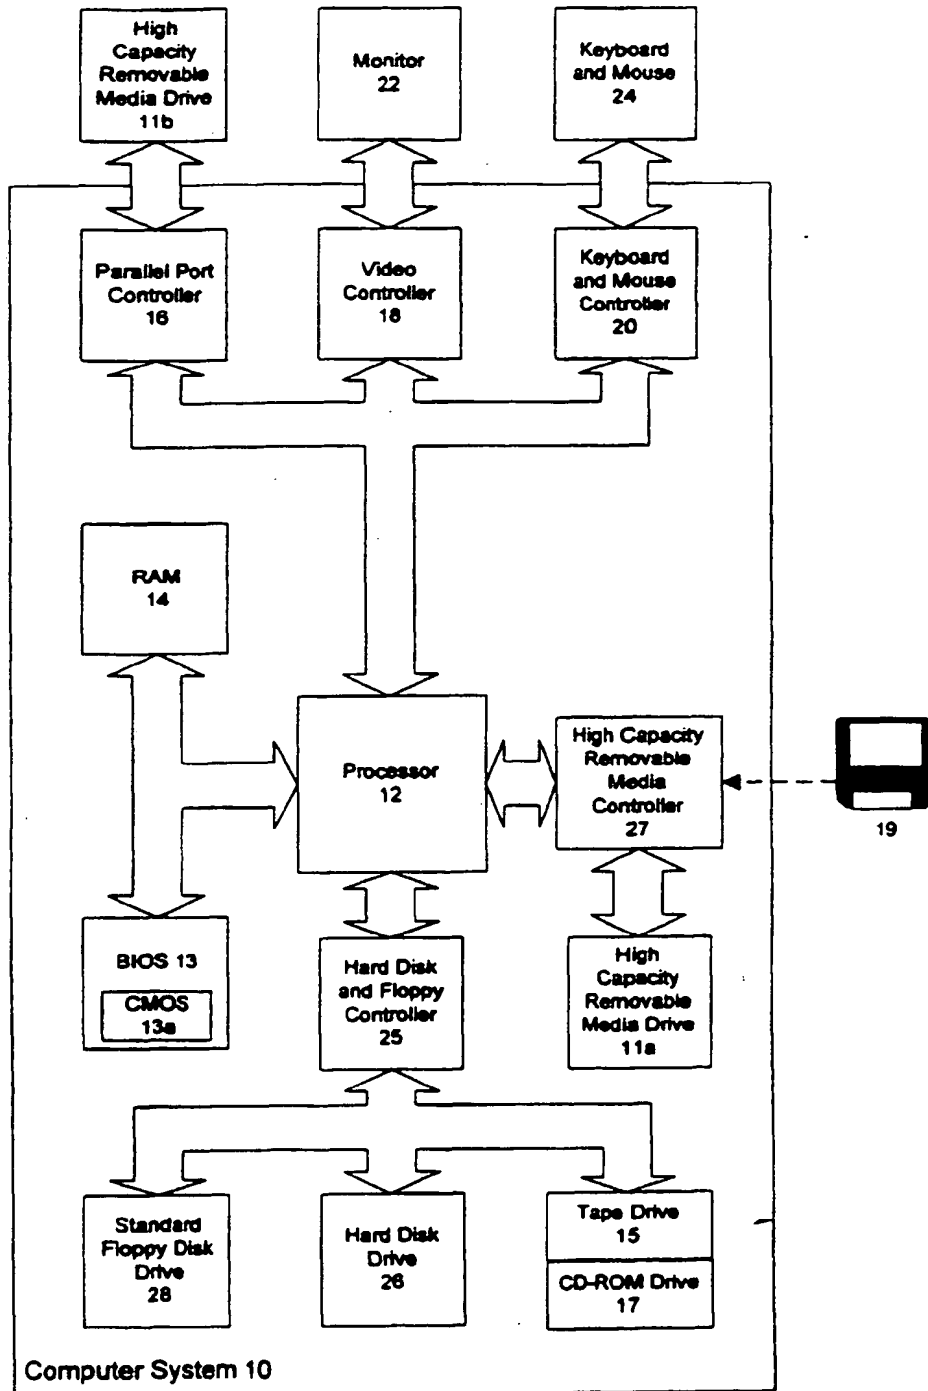 High
Capacity
Removable
Media Drive
11b
Monitor
22
Keyboard
and Mouse
24
Parallel Port
Controller
16
Video
Controller
18
Keyboard
and Mouse
Controller
20
RAM
14
Processor
12
High Capacity
Removable
Media
Controller
27
19
BIOS 13
CMOS
13a
Hard Disk
and Floppy
Controller
25
High
Capacity
Removable
Media Drive
11a
Standard
Floppy Disk
Drive
28
Hard Disk
Drive
26
Tape Drive
15
CD-ROM Drive
17
Computer System 10